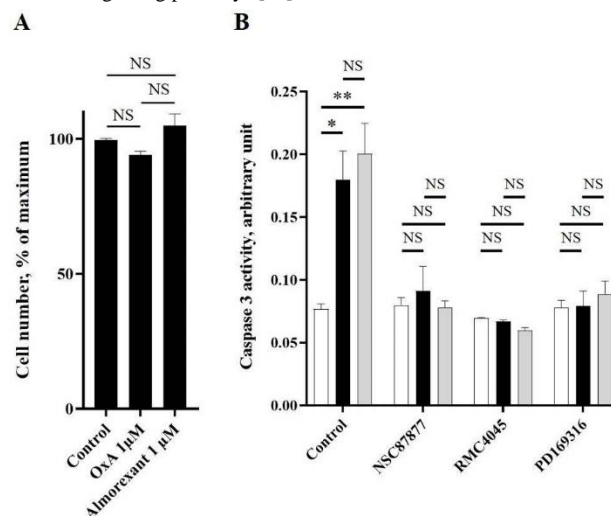 A
B
NS
NS
NS
NS
NS
**
*
NS
NS
NS
NS
NS
NS
NS
NS
NS
Cell number, % of maximum
100
50
0
Control
OxA 1μM
Almorexant 1 μM
Caspase 3 activity, arbitrary unit
0.25
0.20
0.15
0.10
0.05
0.00
Control
NSC87877
RMC4045
PD169316